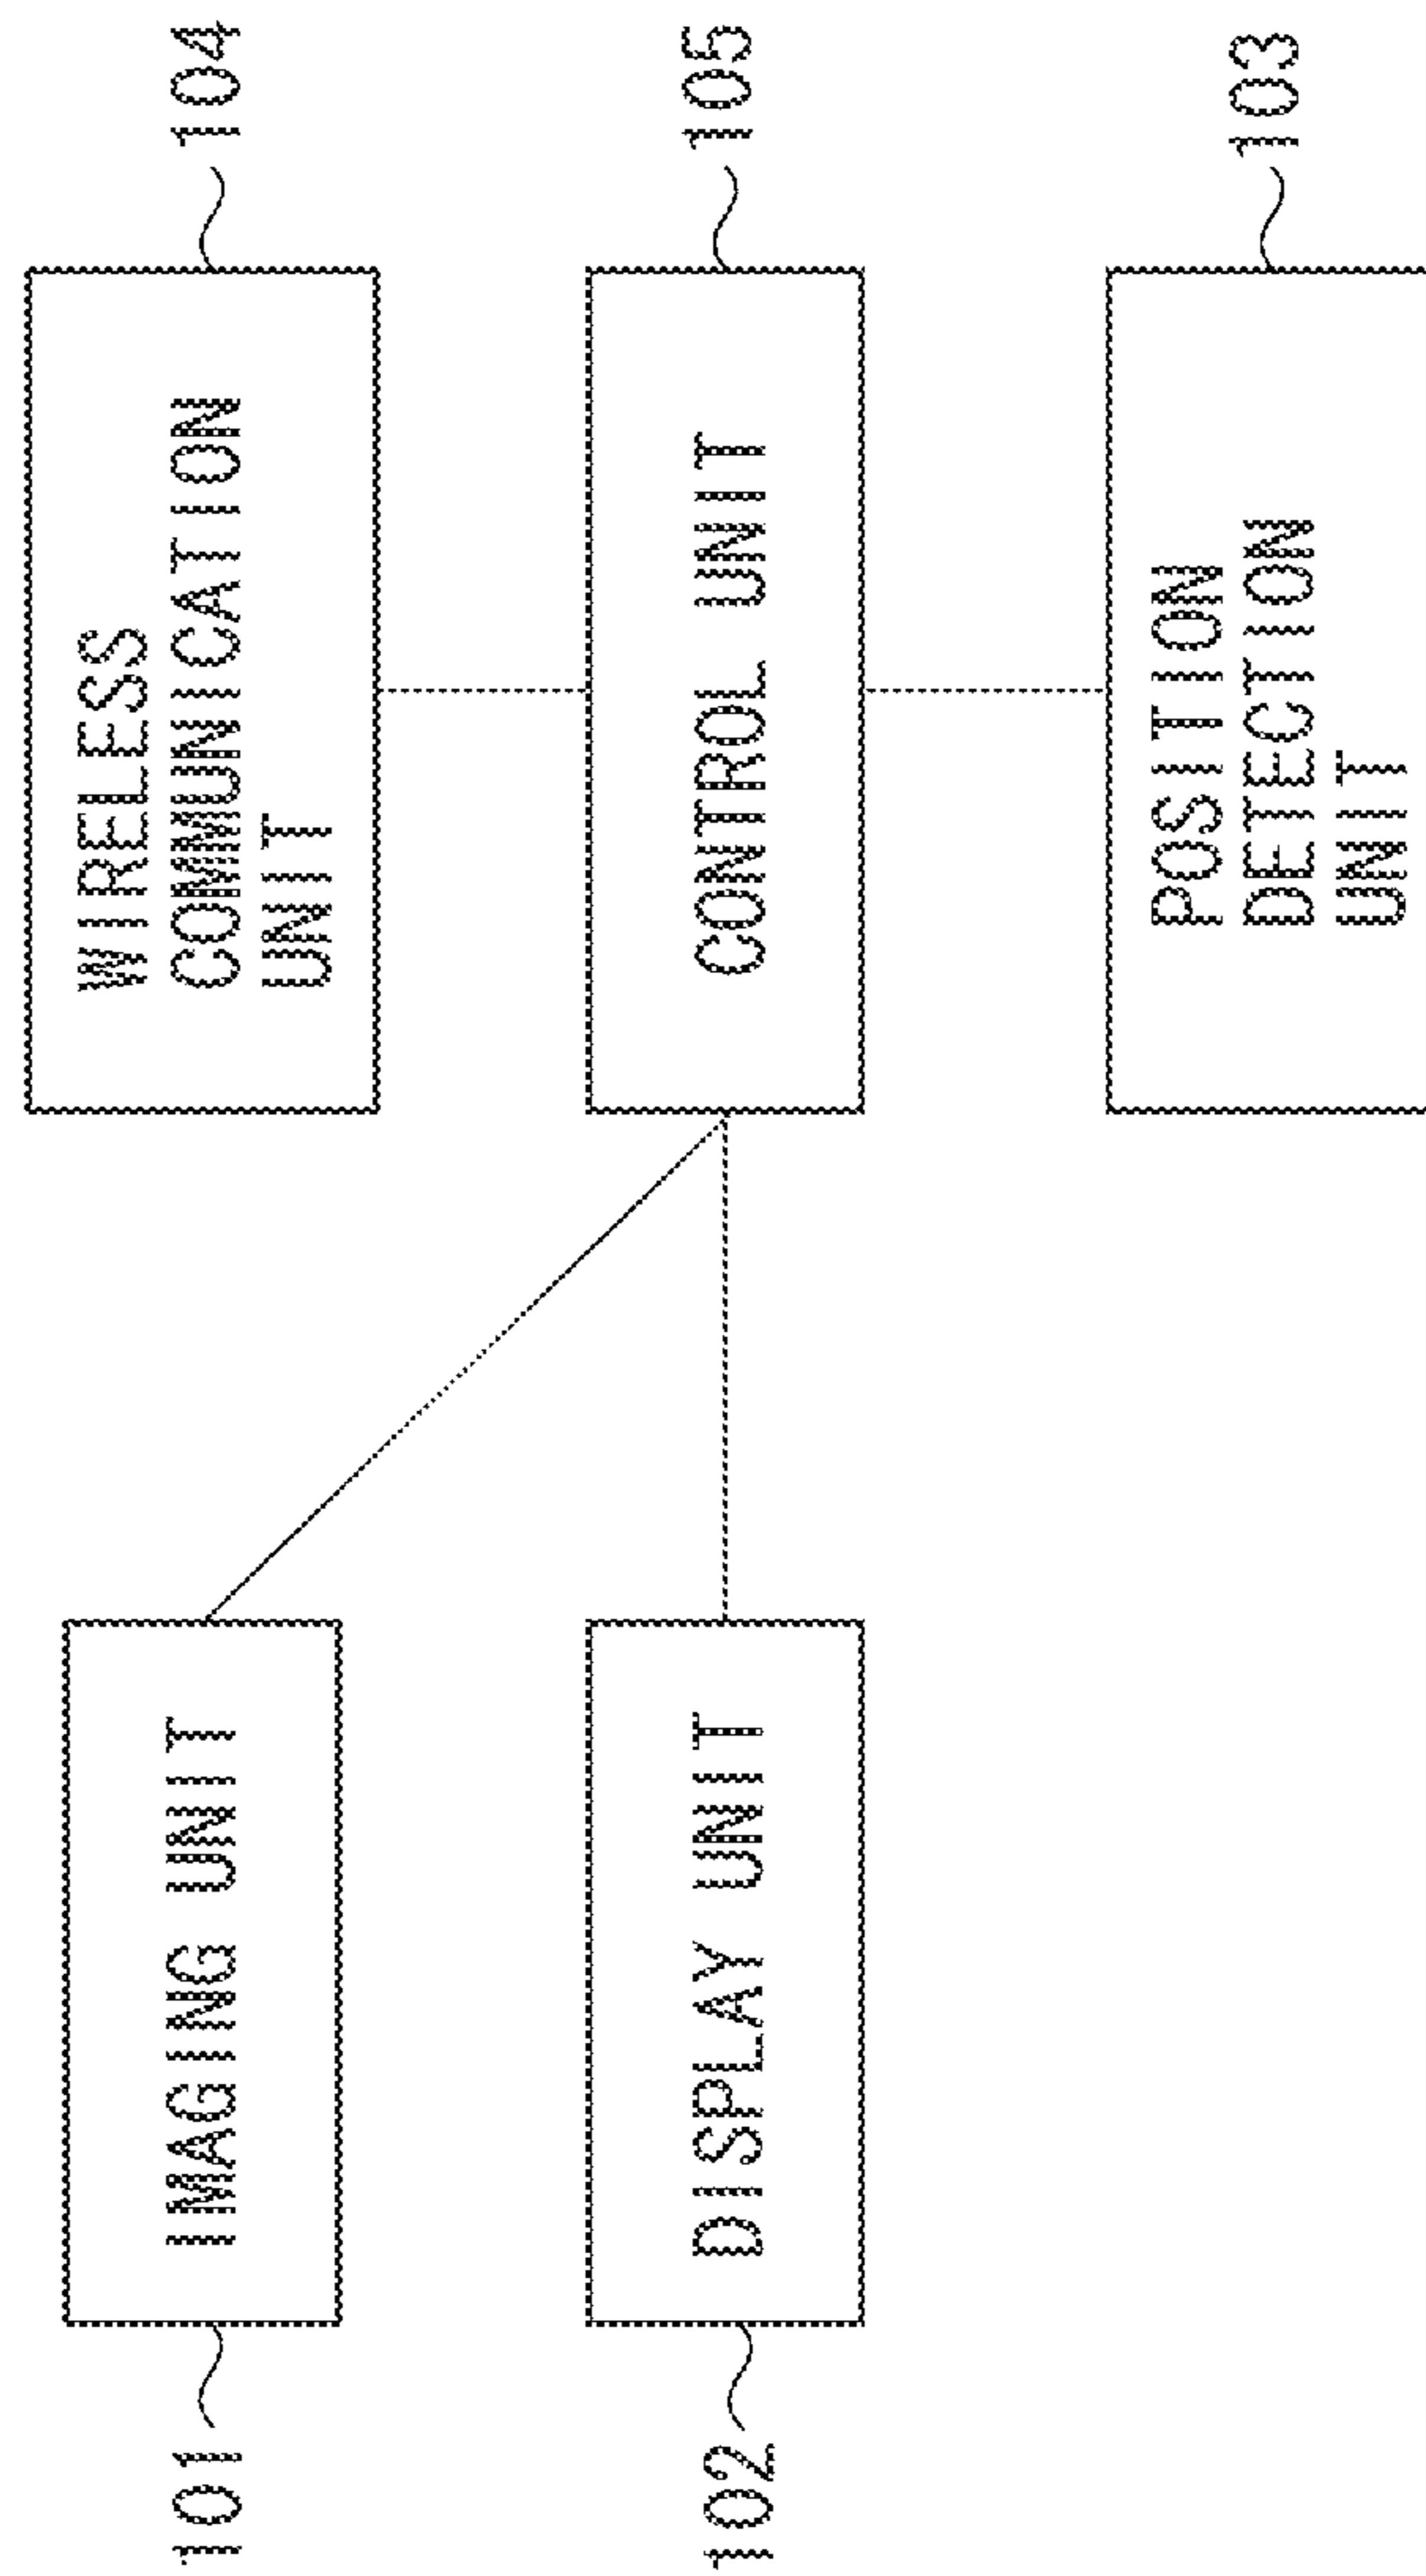 101
IMAGING UNIT
WIRELESS
COMMUNICATION
UNIT
104
102
DISPLAY UNIT
CONTROL UNIT
105
POSITION
DETECTION
UNIT
103